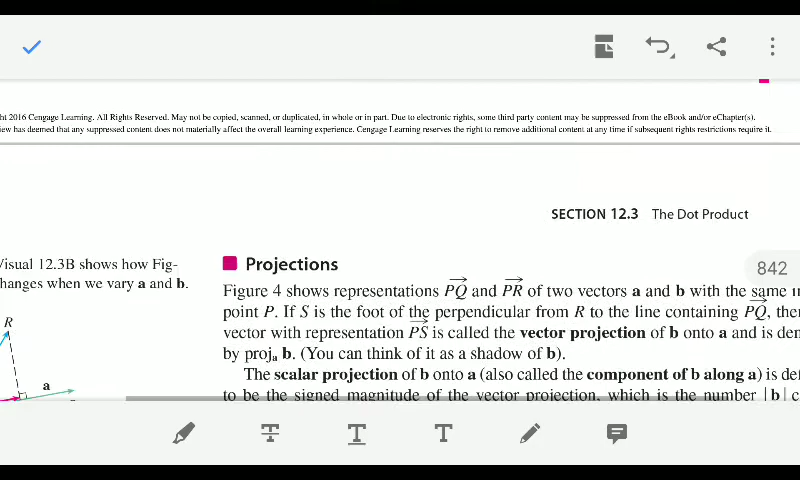 ht 2016 Cengage Learning. All Rights Reserved. May not be copied, scanned, or duplicated, in whole or in part. Due to electronic rights, some third party content may be suppressed from the eBook and/or eChapter(s).
iew has deemed that any suppressed content does not materially affect the overall learning experience. Cengage Learning reserves the right to remove additional content at any time if subsequent rights restrictions require it.
SECTION 12.3 The Dot Product
842
Visual 12.3B shows how Fig-
hanges when we vary a and b.
R
a
Projections
Figure 4 shows representations PQ and PR of two vectors a and b with the same in
point P. If S is the foot of the perpendicular from R to the line containing PQ, then
vector with representation PS is called the vector projection of b onto a and is den
by projₐ b. (You can think of it as a shadow of b).
The scalar projection of b onto a (also called the component of b along a) is def
to be the signed magnitude of the vector projection, which is the number |b| c